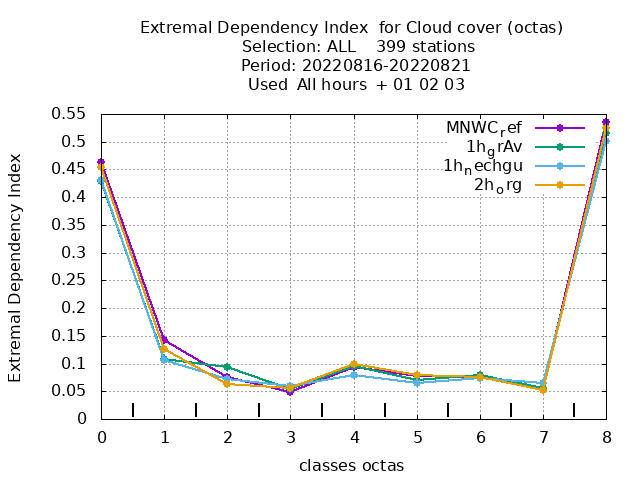 Extremal Dependency Index  for Cloud cover (octas)
Selection: ALL    399 stations
Period: 20220816-20220821
Used  All hours  + 01 02 03
MNWC_ref
1h_grAv
1h_nechgu
2h_org
0.55
0.5
0.45
0.4
0.35
0.3
0.25
0.2
0.15
0.1
0.05
0
Extremal Dependency Index
0 1 2 3 4 5 6 7 8
classes octas